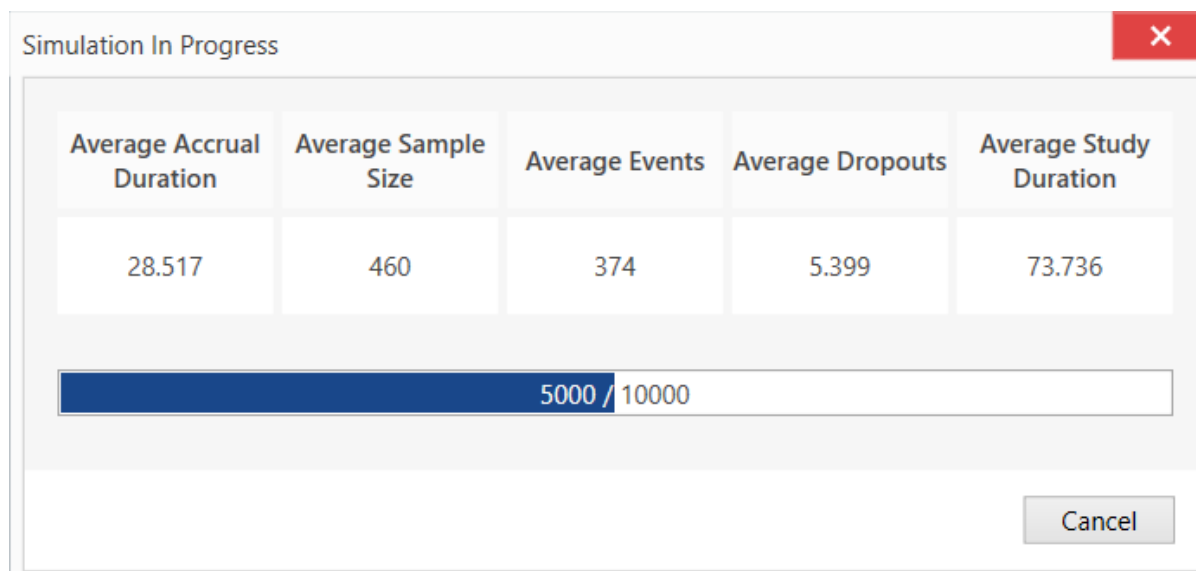 Simulation In Progress
Average Accrual Duration
Average Sample Size
Average Events
Average Dropouts
Average Study Duration
28.517
460
374
5.399
73.736
5000 / 10000
Cancel